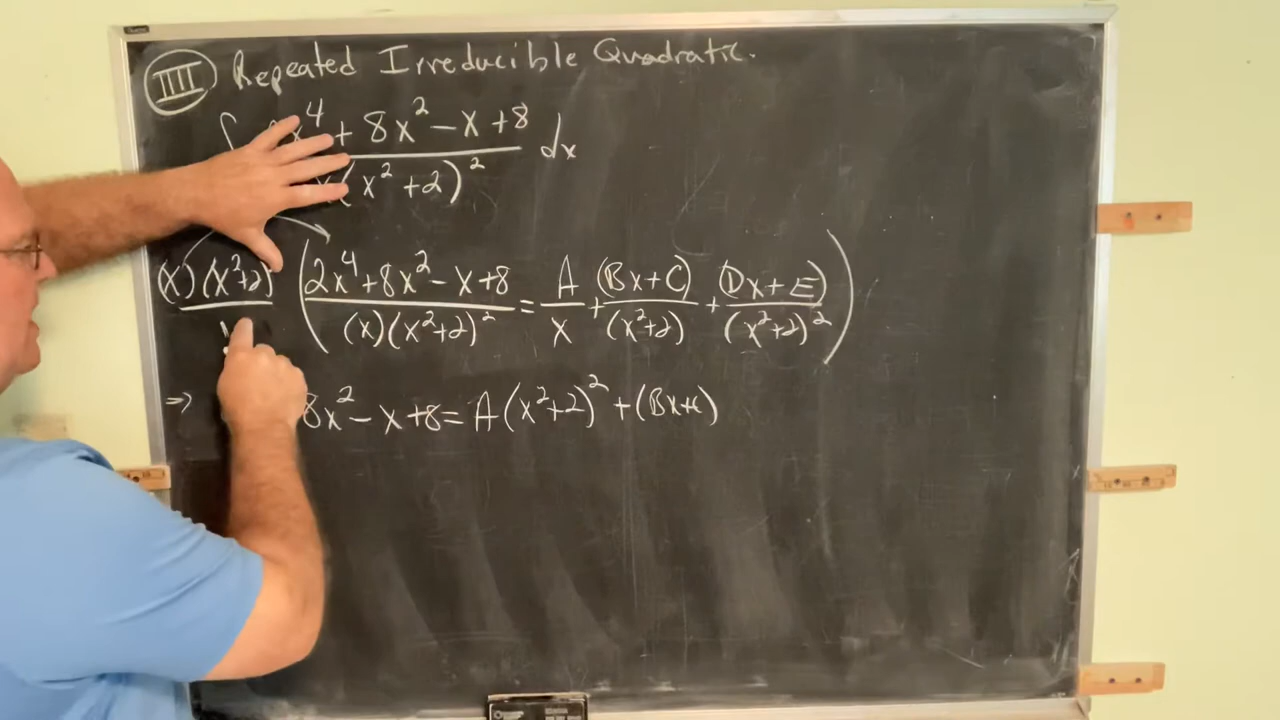 IIII Repeated Irreducible Quadratic.
∫ x⁴ + 8x² - x + 8 / x(x² + 2)² dx
(x)(x²+2) / 1 ( 2x⁴+8x²-x+8 / (x)(x²+2)² = A / x + (Bx+C) / (x²+2) + (Dx+E) / (x²+2)² )
⇒ 8x² - x+8 = A(x²+2)² + (Bx+C)